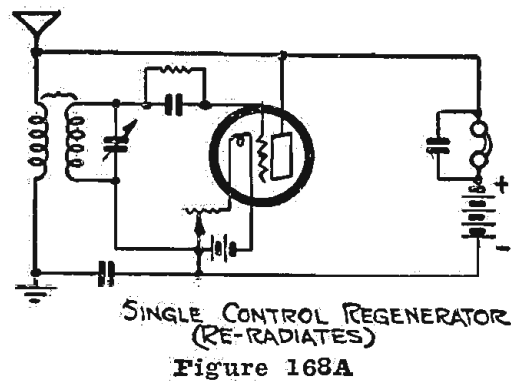 +
-
SINGLE CONTROL REGENERATOR
(RE-RADIATES)
Figure 168A